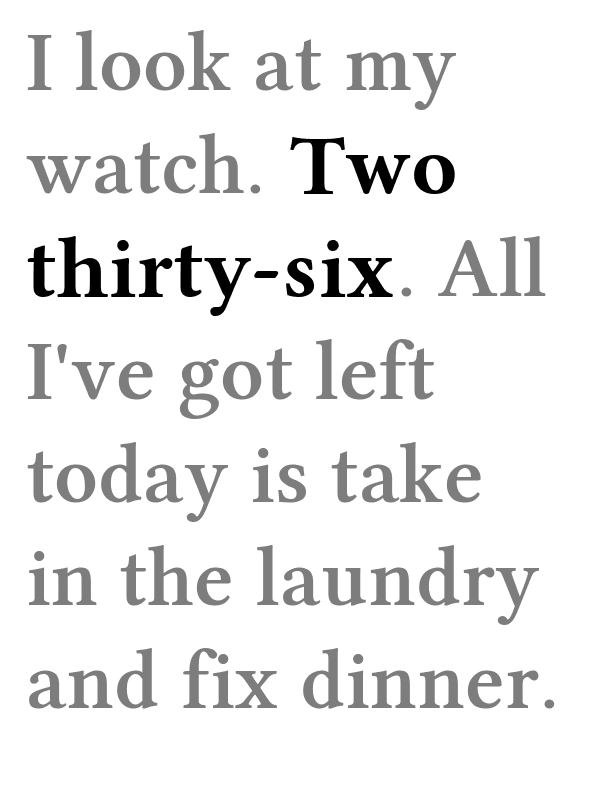 I look at my
watch. Two
thirty-six. All
I've got left
today is take
in the laundry
and fix dinner.